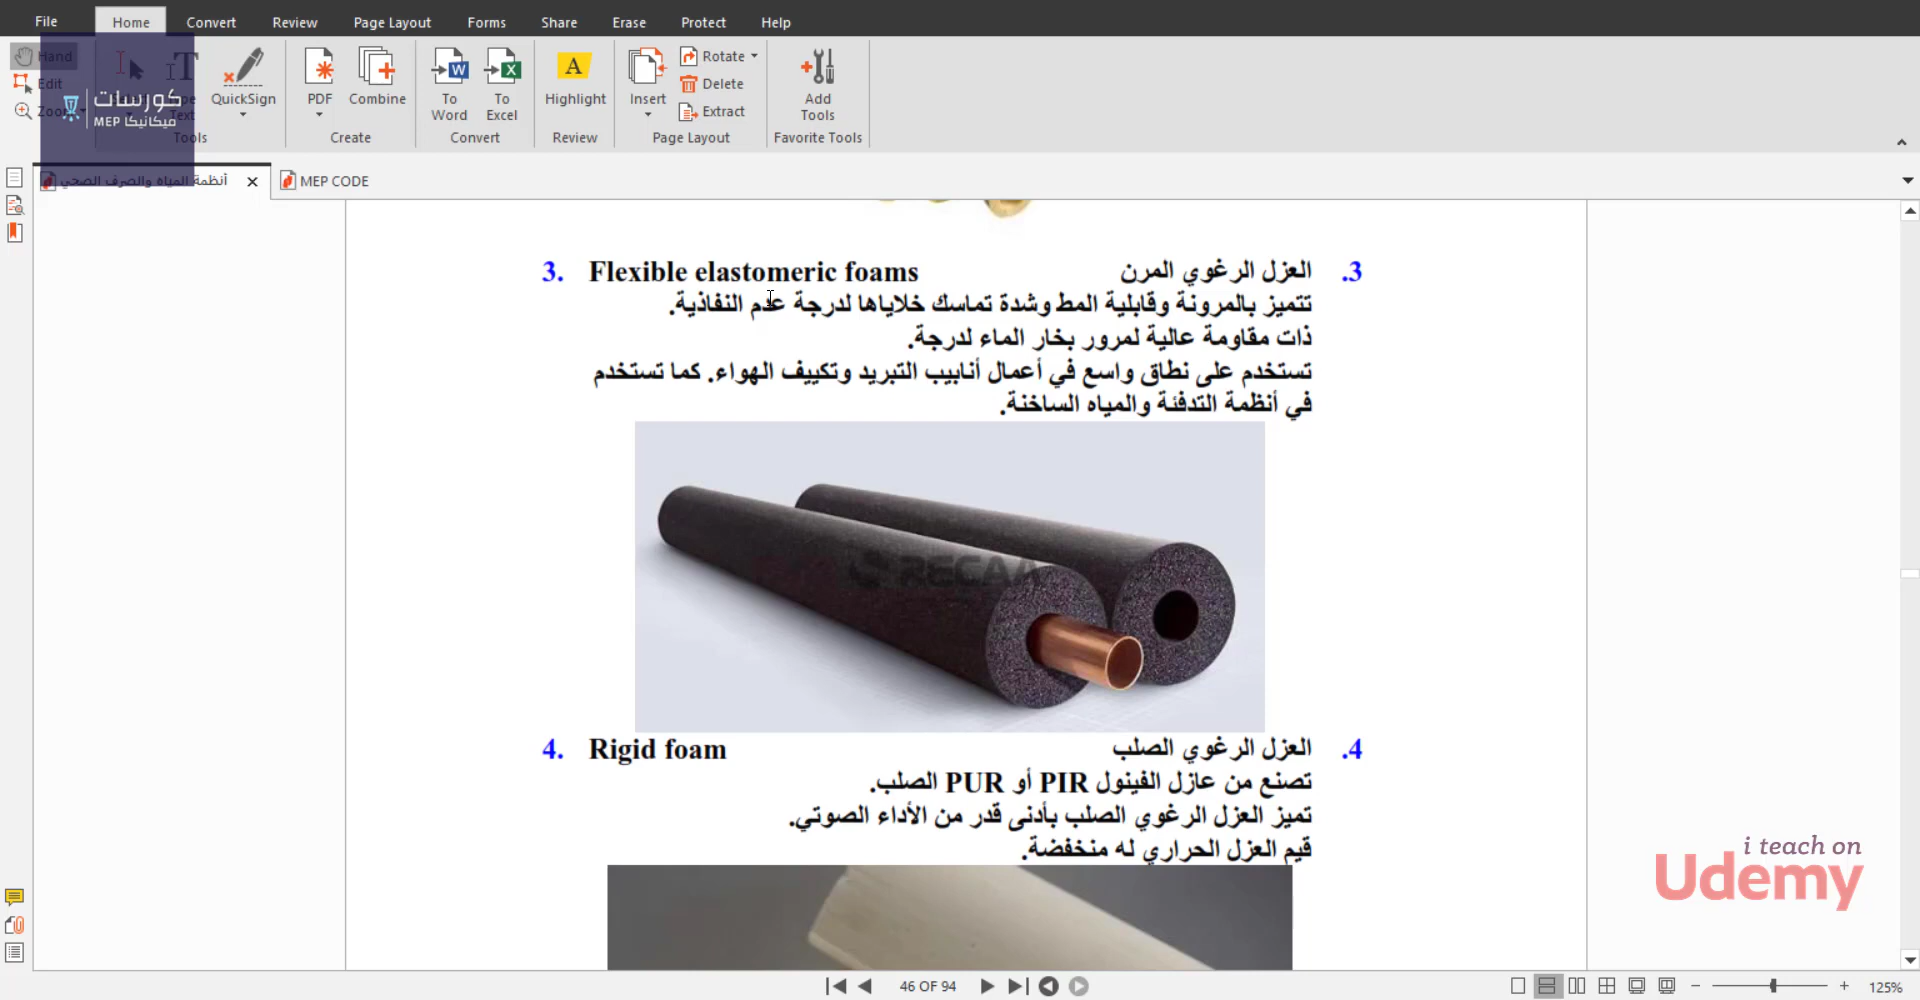 File Home Convert Review Page Layout Forms Share Erase Protect Help
Hand
Edit
Zoom
Text
Tools
QuickSign
PDF
Combine
Create
To Word
To Excel
Convert
Highlight
Review
Insert
Rotate
Delete
Extract
Page Layout
Add Tools
Favorite Tools
كورسات
ميكانيكا MEP
أنظمة المياه والصرف الصحي
MEP CODE
3. Flexible elastomeric foams العزل الرغوي المرن .3
تتميز بالمرونة وقابلية المط وشدة تماسك خلاياها لدرجة عدم النفاذية.
ذات مقاومة عالية لمرور بخار الماء لدرجة.
تستخدم على نطاق واسع في أعمال أنابيب التبريد وتكييف الهواء. كما تستخدم
في أنظمة التدفئة والمياه الساخنة.
RECAA
4. Rigid foam العزل الرغوي الصلب .4
تصنع من عازل الفينول PIR أو PUR الصلب.
تميز العزل الرغوي الصلب بأدنى قدر من الأداء الصوتي.
قيم العزل الحراري له منخفضة.
i teach on
Udemy
46 OF 94
125%